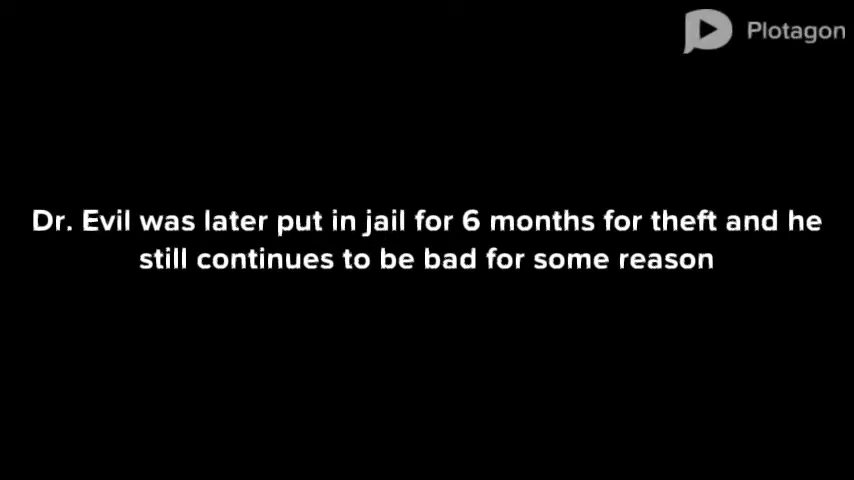 Plotagon
Dr. Evil was later put in jail for 6 months for theft and he
still continues to be bad for some reason